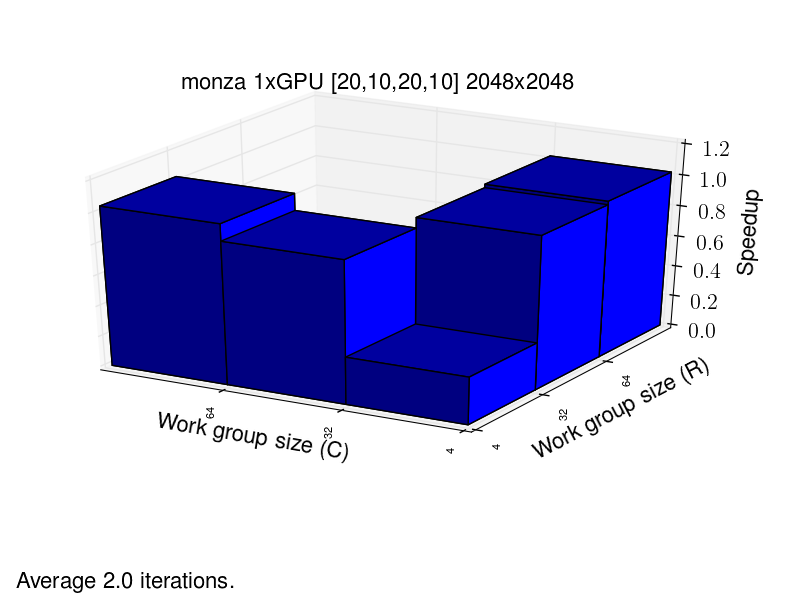 monza 1xGPU [20,10,20,10] 2048x2048
1.2
1.0
0.8
0.6
0.4
0.2
0.0
Speedup
64
32
4
Work group size (R)
64
32
4
Work group size (C)
Average 2.0 iterations.